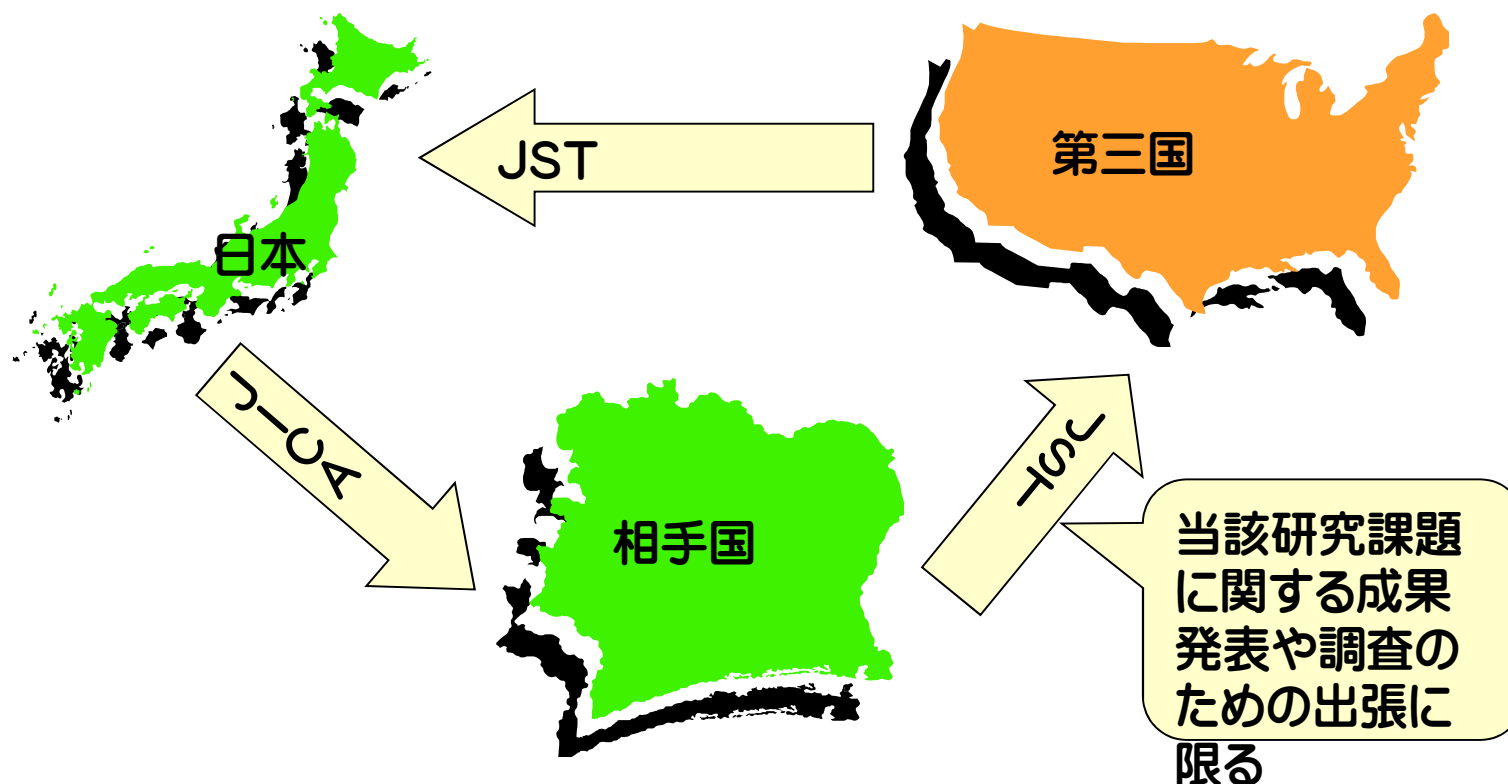 JST
第三国
日本
JICA
JST
相手国
当該研究課題
に関する成果
発表や調査の
ための出張に
限る